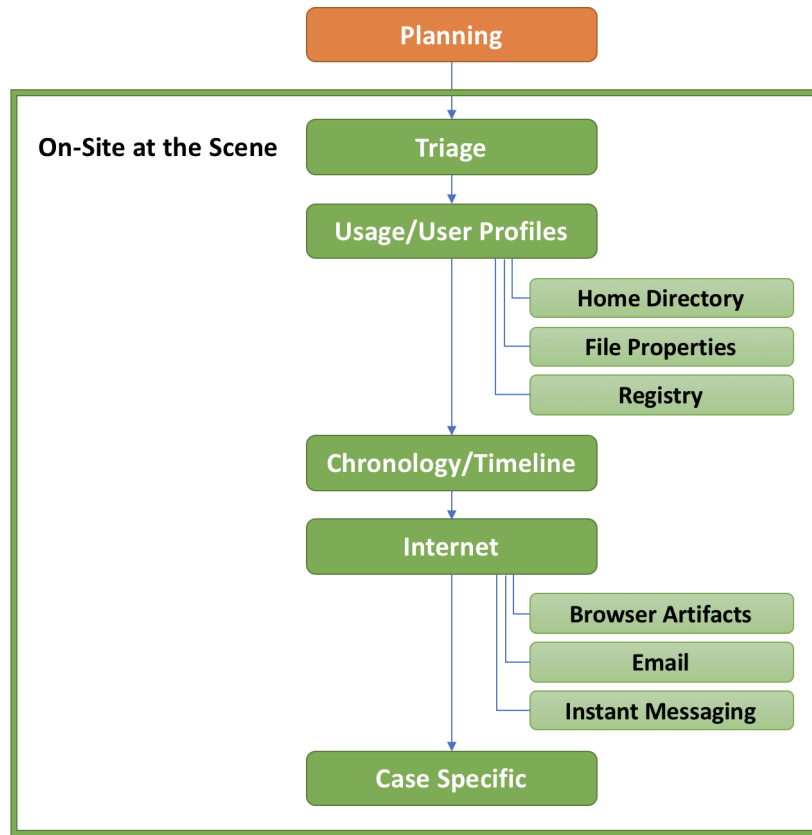 Planning
On-Site at the Scene
Triage
Usage/User Profiles
Home Directory
File Properties
Registry
Chronology/Timeline
Internet
Browser Artifacts
Email
Instant Messaging
Case Specific